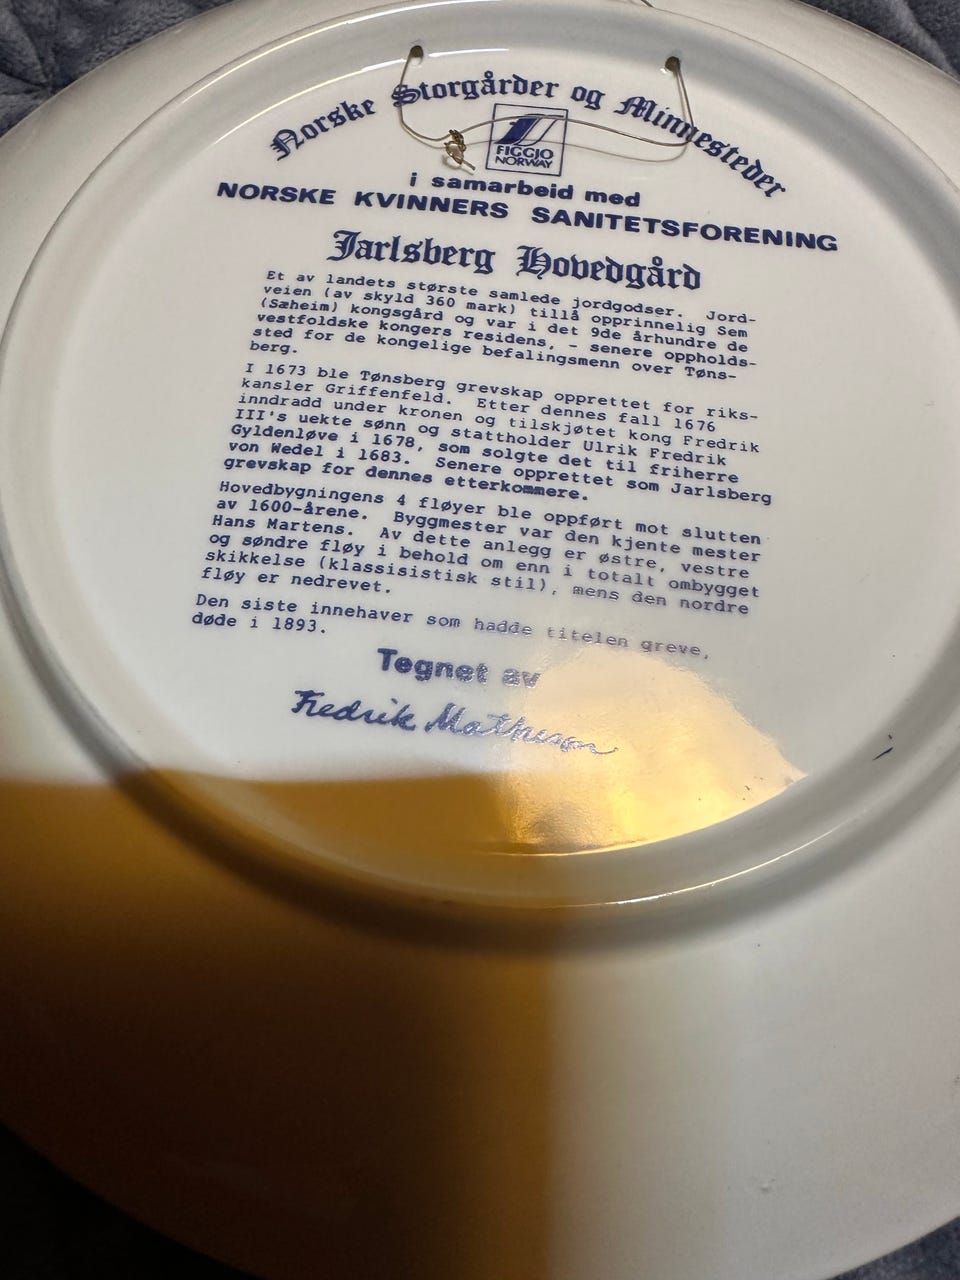 Norske Storgårder og Minnesteder
FIGGJO
NORWAY
i samarbeid med
NORSKE KVINNERS SANITETSFORENING
Jarlsberg Hovedgård
Et av landets største samlede jordgodser. Jord-
veien (av skyld 360 mark) tillå opprinnelig Sem
(Sæheim) kongsgård og var i det 9de århundre de
vestfoldske kongers residens, - senere oppholds-
sted for de kongelige befalingsmenn over Tøns-
berg.
I 1673 ble Tønsberg grevskap opprettet for riks-
kansler Griffenfeld. Etter dennes fall 1676
inndradd under kronen og tilskjøtet kong Fredrik
III's uekte sønn og stattholder Ulrik Fredrik
Gyldenløve i 1678, som solgte det til friherre
von Wedel i 1683. Senere opprettet som Jarlsberg
grevskap for dennes etterkommere.
Hovedbygningens 4 fløyer ble oppført mot slutten
av 1600-årene. Byggmester var den kjente mester
Hans Martens. Av dette anlegg er østre, vestre
og søndre fløy i behold om enn i totalt ombygget
skikkelse (klassisistisk stil), mens den nordre
fløy er nedrevet.
Den siste innehaver som hadde titelen greve,
døde i 1893.
Tegnet av
Fredrik Matheson